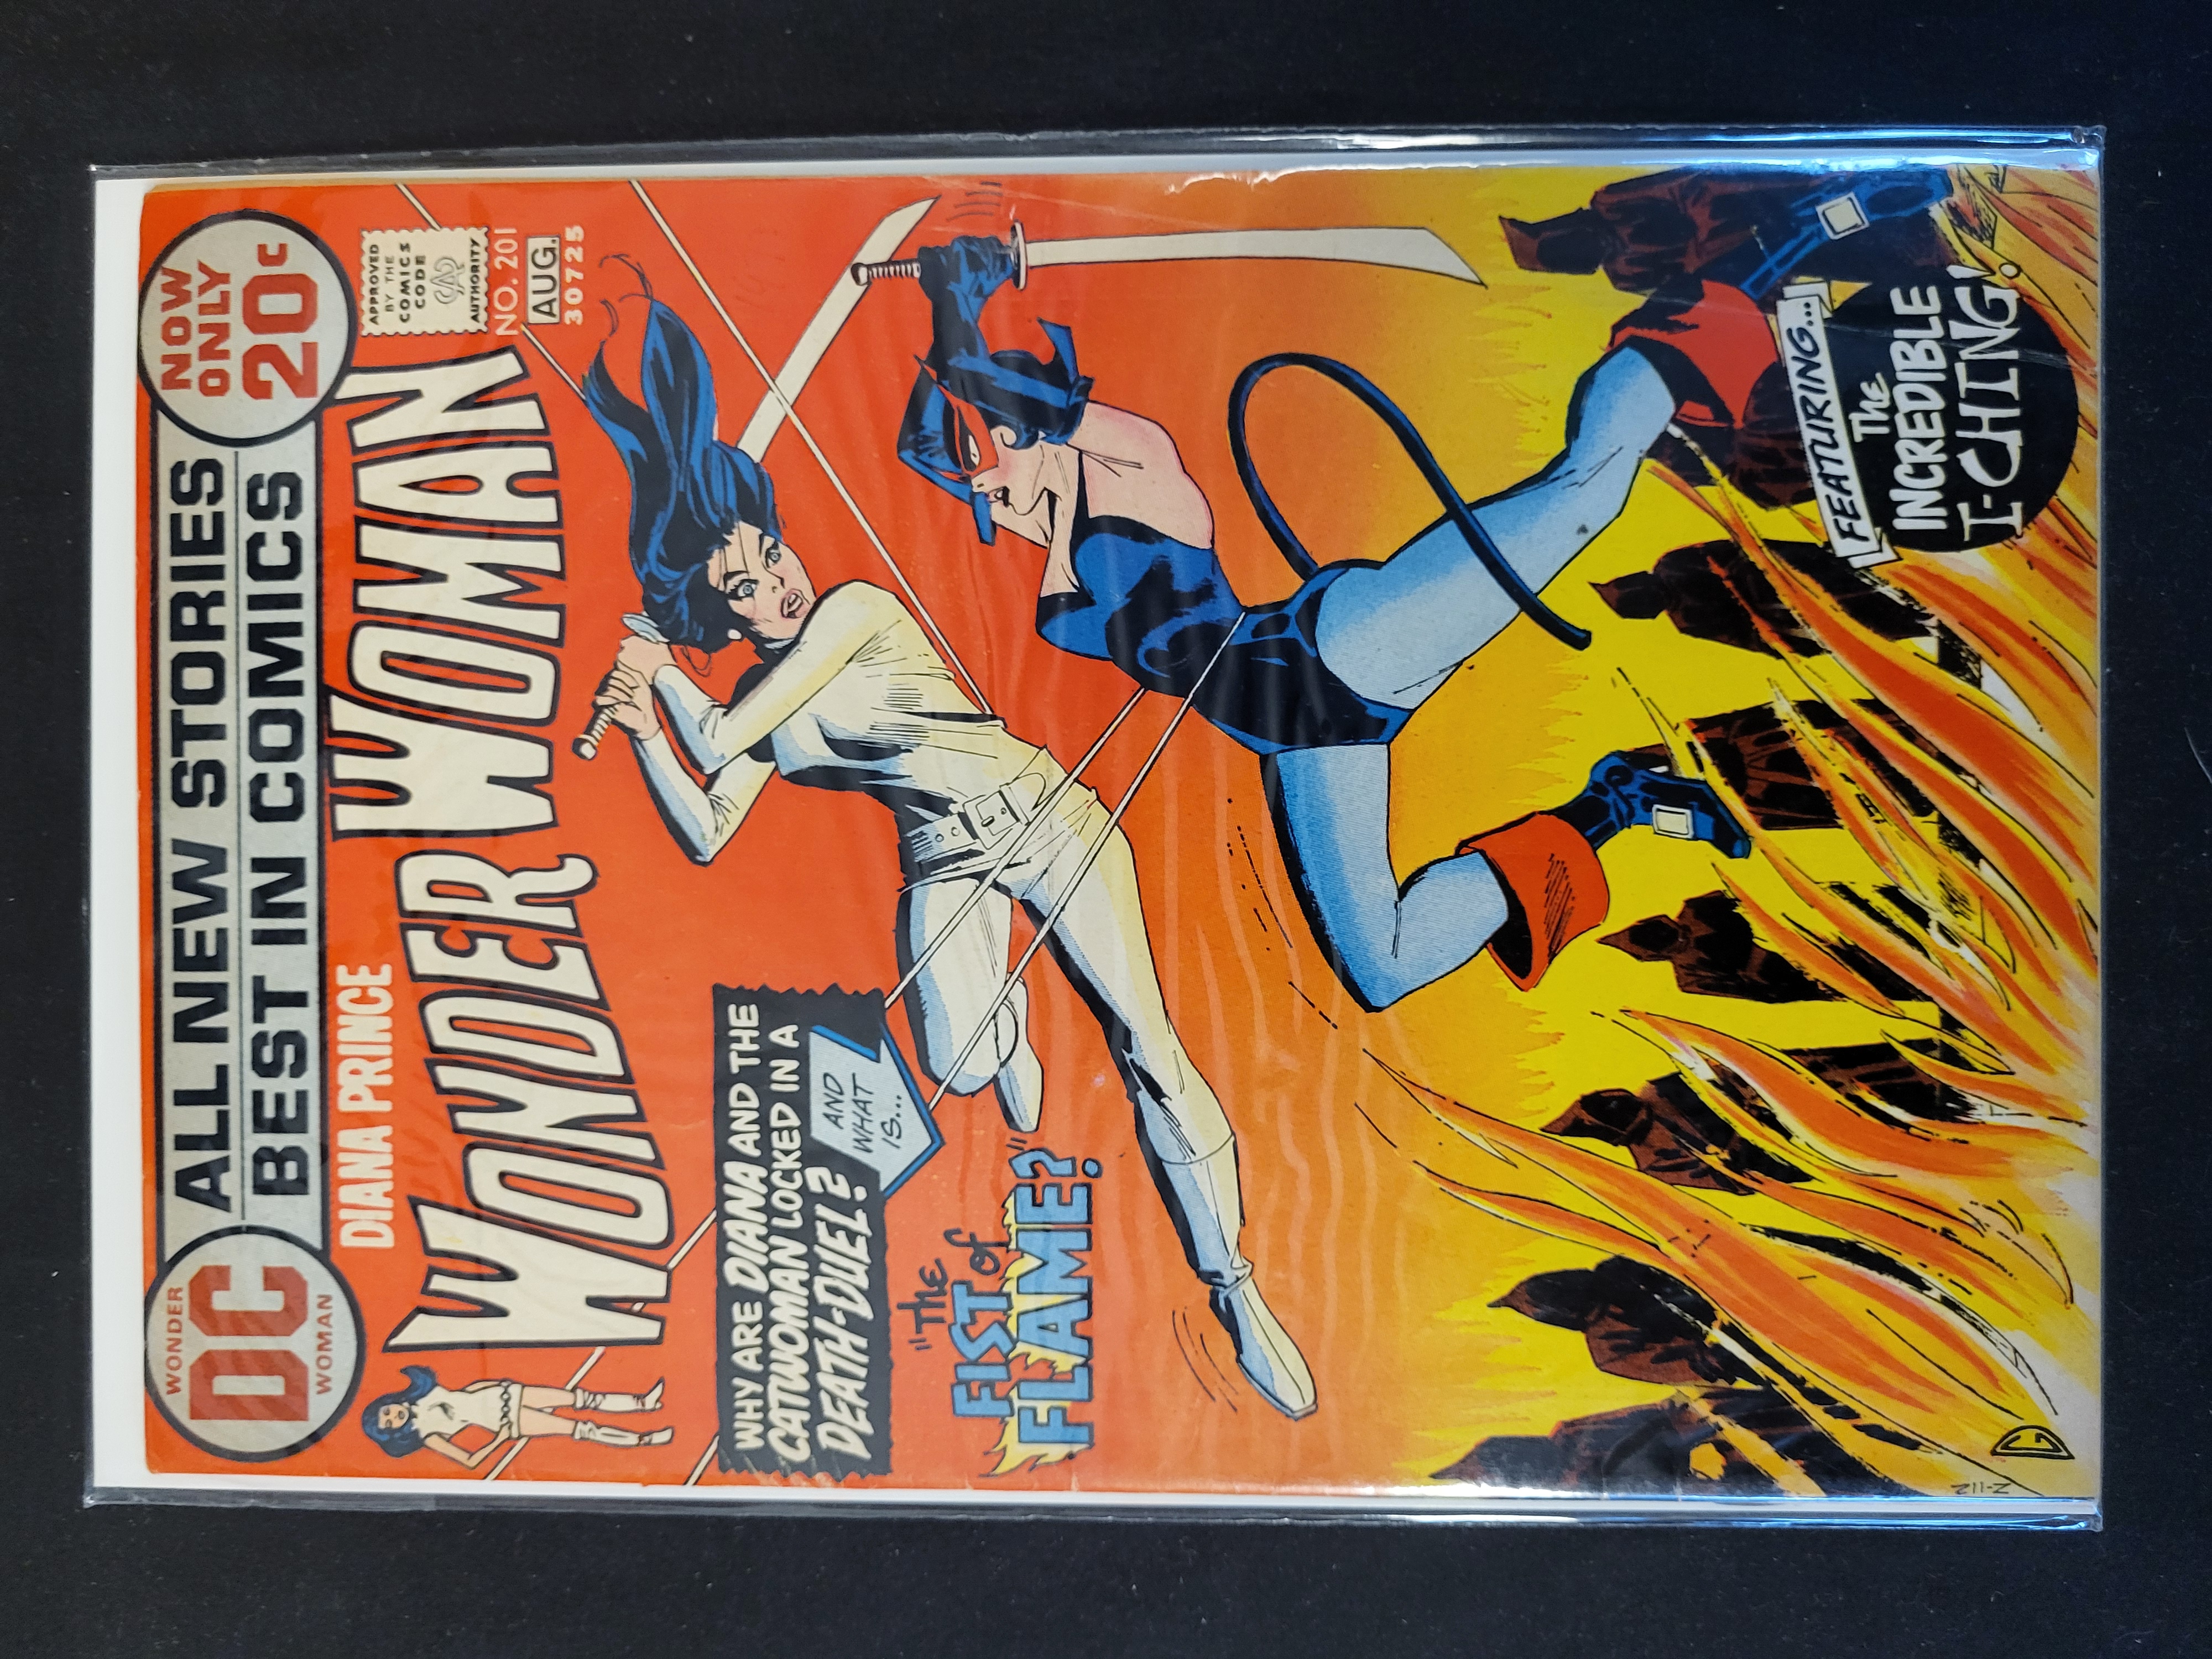 WONDER
DC
WOMAN
ALL NEW STORIES
BEST IN COMICS
NOW
ONLY
20¢
APPROVED
BY THE
COMICS
CODE
CA
AUTHORITY
NO. 201
AUG.
30725
DIANA PRINCE
WONDER WOMAN
WHY ARE DIANA AND THE
CATWOMAN LOCKED IN A
DEATH-DUEL?
AND
WHAT
IS...
"The
FIST of
FLAME?"
FEATURING...
The
INCREDIBLE
I-CHING!
G
Z-112